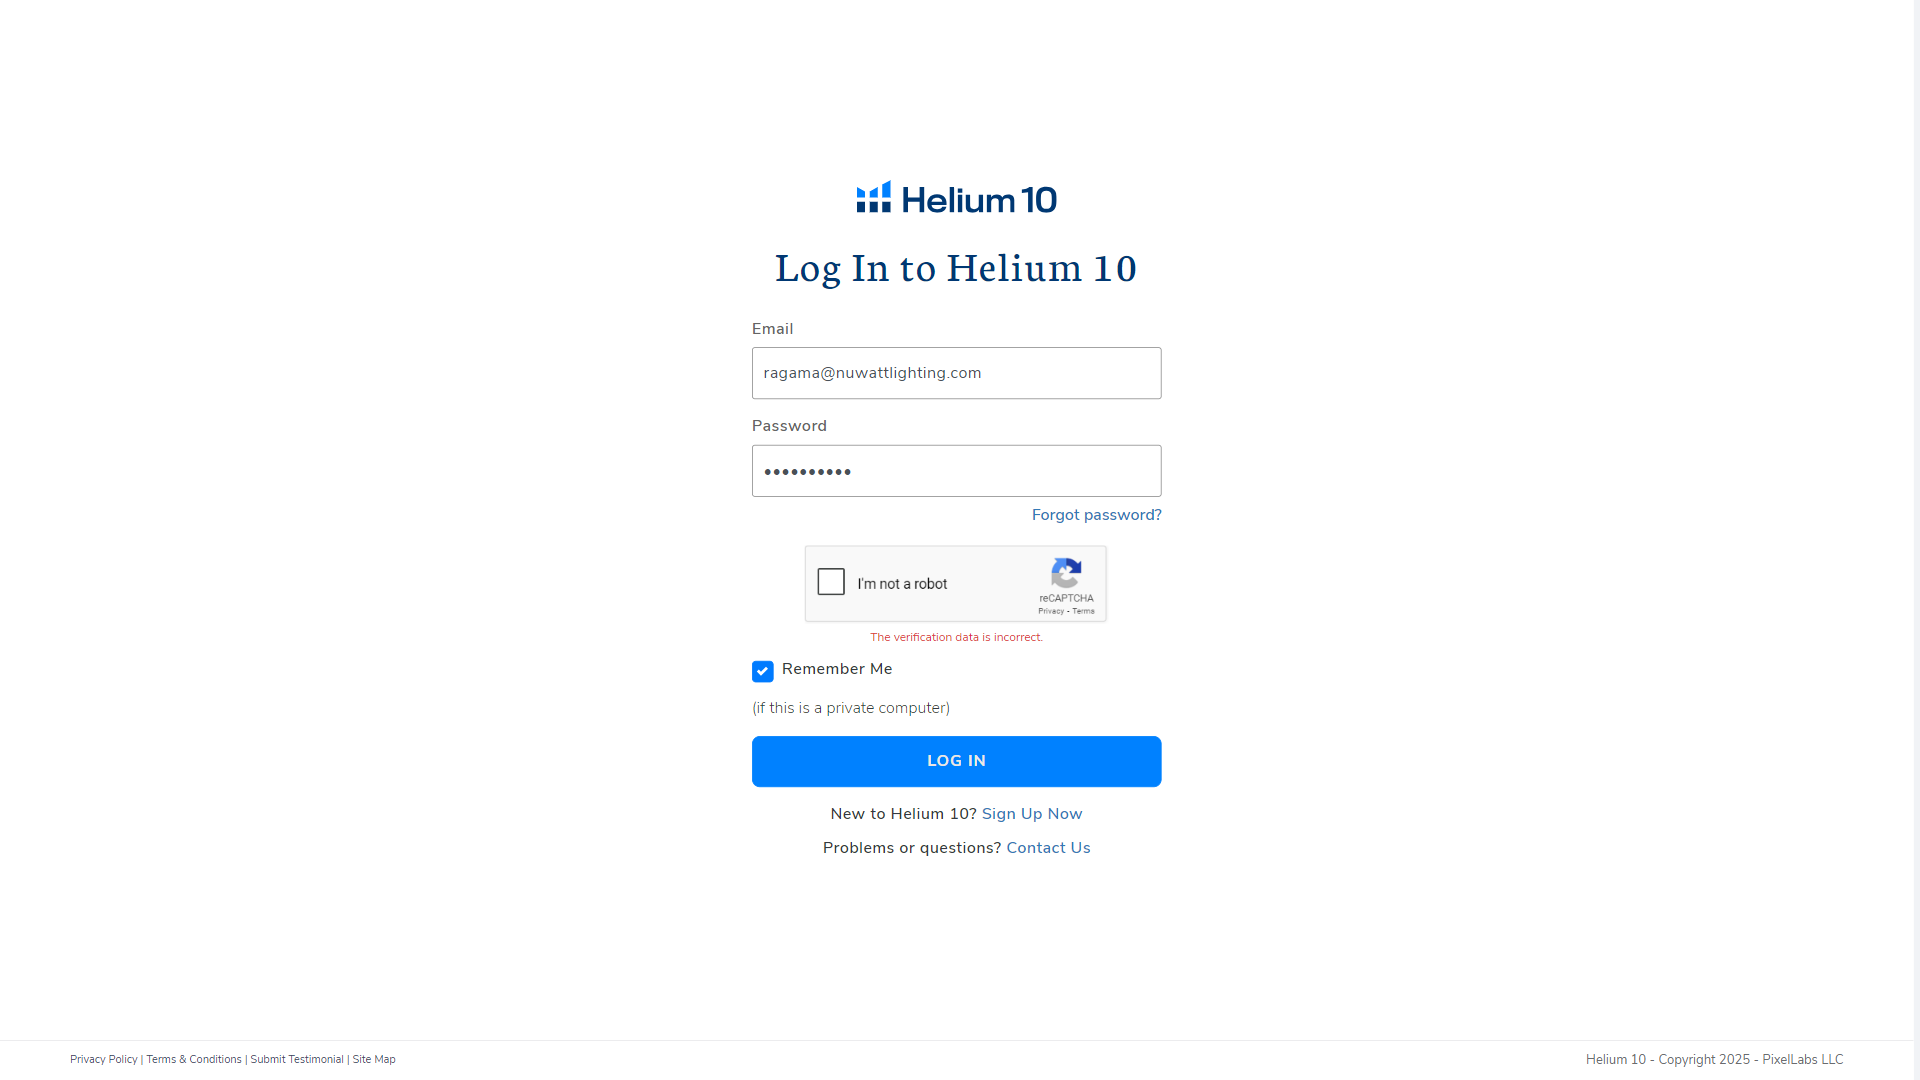 Helium 10
Log In to Helium 10
Email
ragama@nuwattlighting.com
Password
••••••••••
Forgot password?
I'm not a robot
reCAPTCHA
Privacy - Terms
The verification data is incorrect.
Remember Me
(if this is a private computer)
LOG IN
New to Helium 10? Sign Up Now
Problems or questions? Contact Us
Privacy Policy | Terms & Conditions | Submit Testimonial | Site Map
Helium 10 - Copyright 2025 - PixelLabs LLC